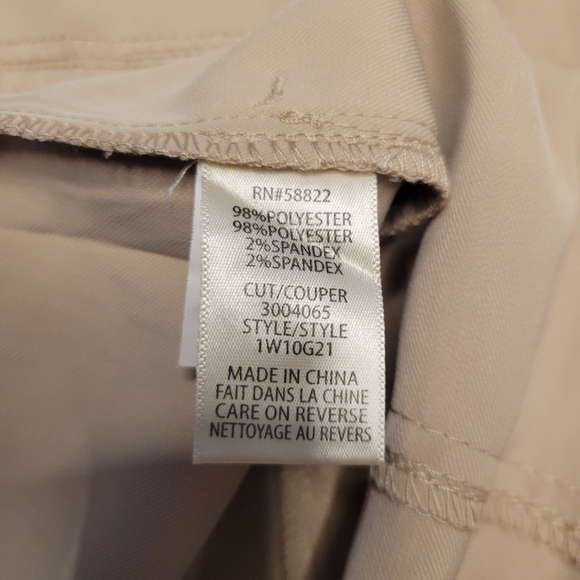 RN#58822
98%POLYESTER
98%POLYESTER
2%SPANDEX
2%SPANDEX
CUT/COUPER
3004065
STYLE/STYLE
1W10G21
MADE IN CHINA
FAIT DANS LA CHINE
CARE ON REVERSE
NETTOYAGE AU REVERS